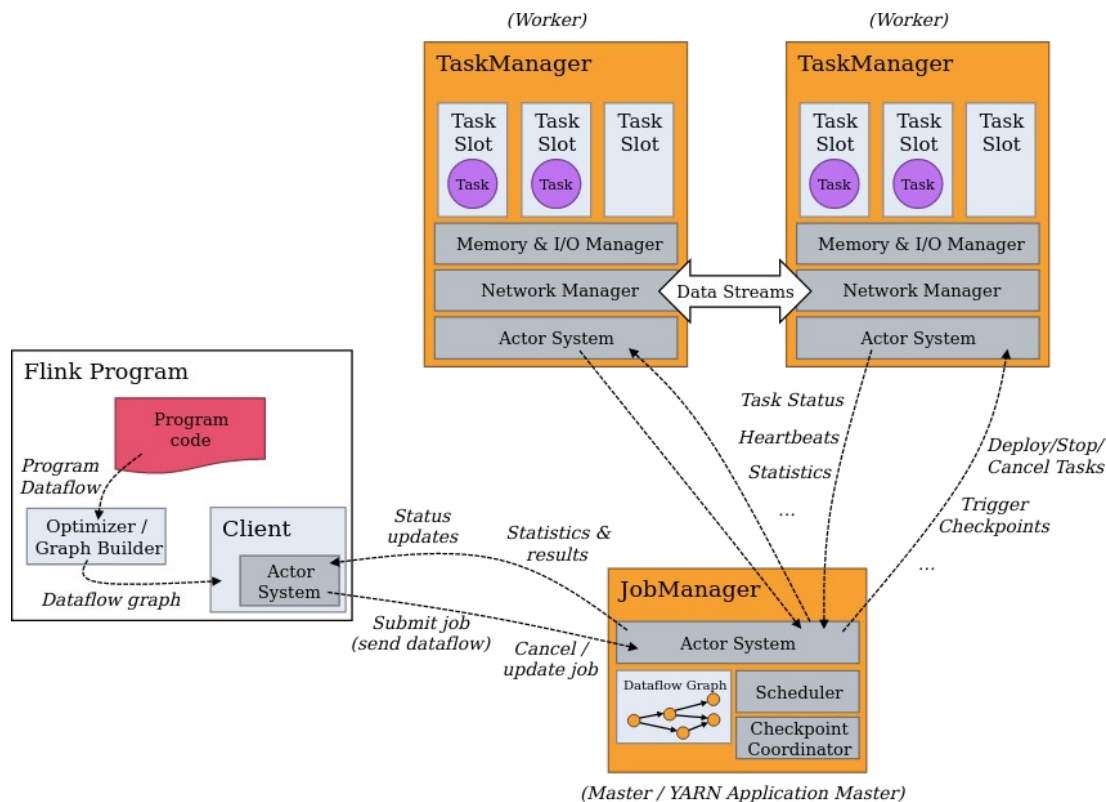 (Worker)
(Worker)
TaskManager
TaskManager
Task
Slot
Task
Task
Slot
Task
Task
Slot
Task
Slot
Task
Task
Slot
Task
Task
Slot
Memory & I/O Manager
Memory & I/O Manager
Network Manager
Data Streams
Network Manager
Actor System
Actor System
Flink Program
Program
code
Program
Dataflow
Optimizer /
Graph Builder
Dataflow graph
Client
Actor
System
Status
updates
Statistics &
results
Submit job
(send dataflow)
Cancel /
update job
Task Status
Heartbeats
Statistics
...
Deploy/Stop/
Cancel Tasks
Trigger
Checkpoints
...
JobManager
Actor System
Dataflow Graph
Scheduler
Checkpoint
Coordinator
(Master / YARN Application Master)